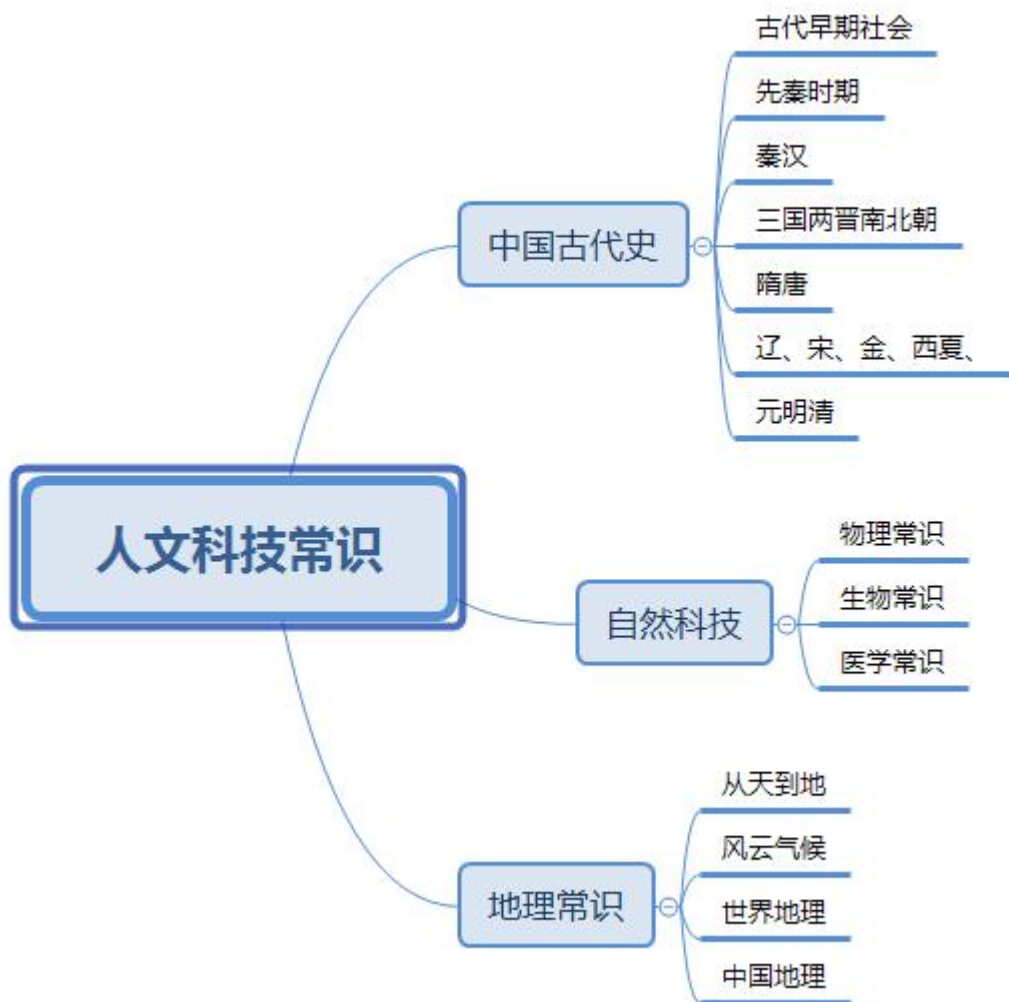 人文科技常识
中国古代史
古代早期社会
先秦时期
秦汉
三国两晋南北朝
隋唐
辽、宋、金、西夏、
元明清
自然科技
物理常识
生物常识
医学常识
地理常识
从天到地
风云气候
世界地理
中国地理